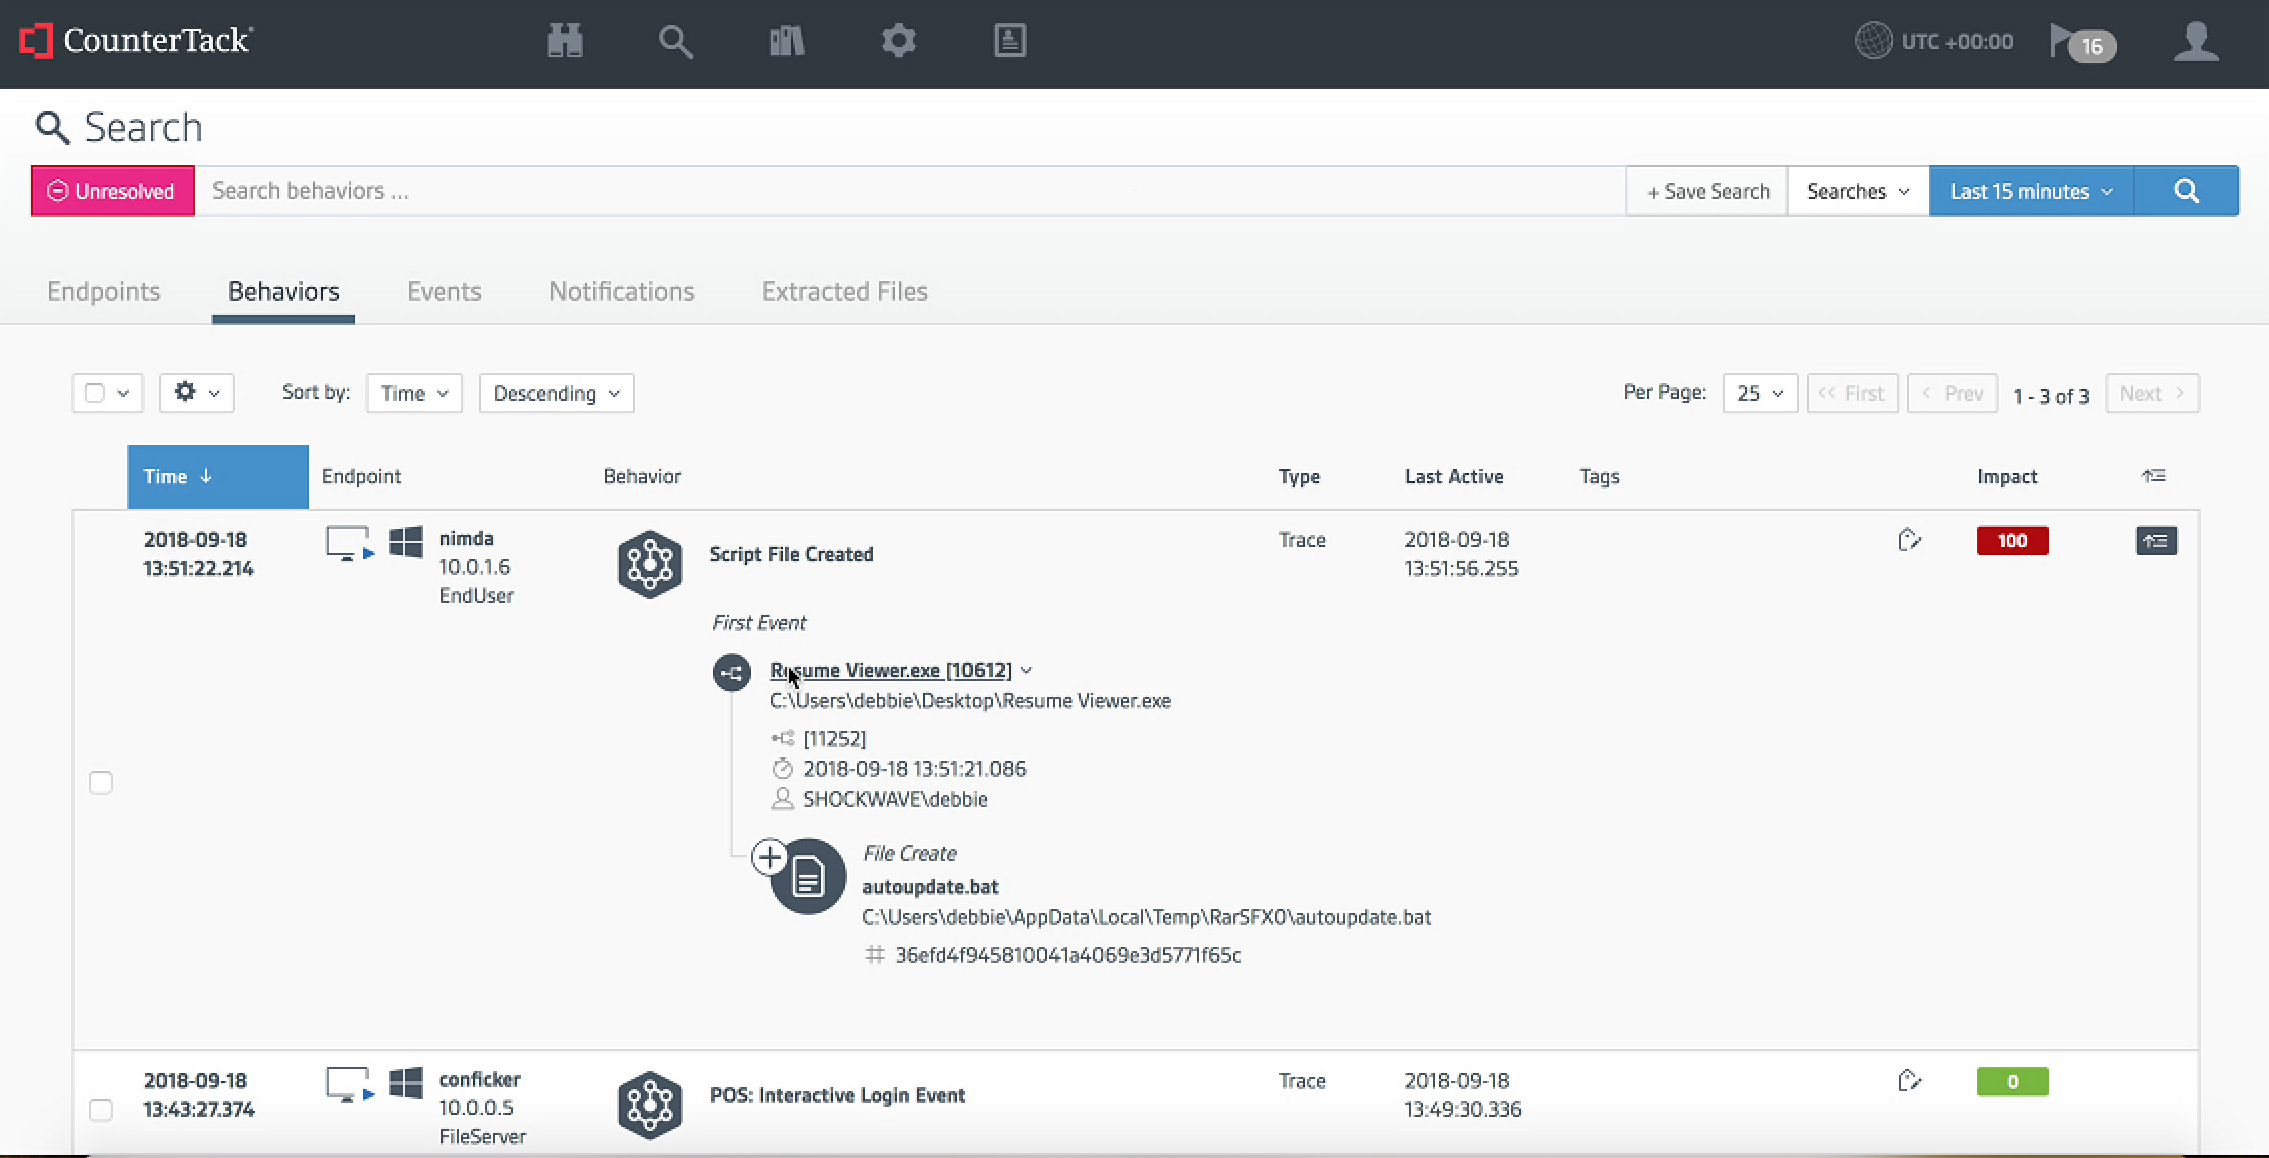 CounterTack®
UTC +00:00
16
Search
Unresolved
Search behaviors ...
+ Save Search
Searches
Last 15 minutes
Endpoints
Behaviors
Events
Notifications
Extracted Files
Sort by:
Time
Descending
Per Page:
25
<< First
< Prev
1 - 3 of 3
Next >
Time ↓
Endpoint
Behavior
Type
Last Active
Tags
Impact
2018-09-18
13:51:22.214
nimda
10.0.1.6
EndUser
Script File Created
Trace
2018-09-18
13:51:56.255
100
First Event
Resume Viewer.exe [10612]
C:\Users\debbie\Desktop\Resume Viewer.exe
[11252]
2018-09-18 13:51:21.086
SHOCKWAVE\debbie
File Create
autoupdate.bat
C:\Users\debbie\AppData\Local\Temp\RarSFX0\autoupdate.bat
# 36efd4f945810041a4069e3d5771f65c
2018-09-18
13:43:27.374
conficker
10.0.0.5
FileServer
POS: Interactive Login Event
Trace
2018-09-18
13:49:30.336
0